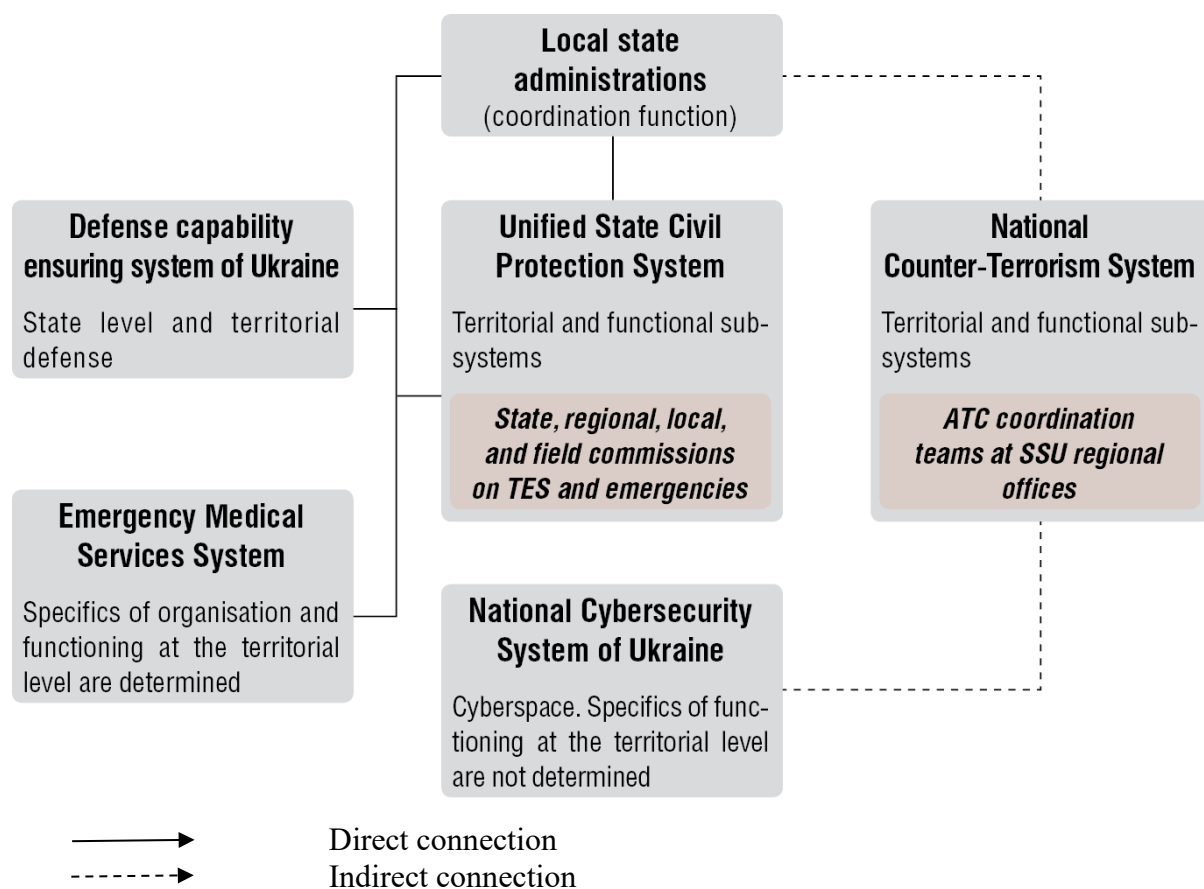 Local state
administrations
(coordination function)
Defense capability
ensuring system of Ukraine
State level and territorial
defense
Unified State Civil
Protection System
Territorial and functional sub-
systems
State, regional, local,
and field commissions
on TES and emergencies
National
Counter-Terrorism System
Territorial and functional sub-
systems
ATC coordination
teams at SSU regional
offices
Emergency Medical
Services System
Specifics of organisation and
functioning at the territorial
level are determined
National Cybersecurity
System of Ukraine
Cyberspace. Specifics of func-
tioning at the territorial level
are not determined
Direct connection
Indirect connection